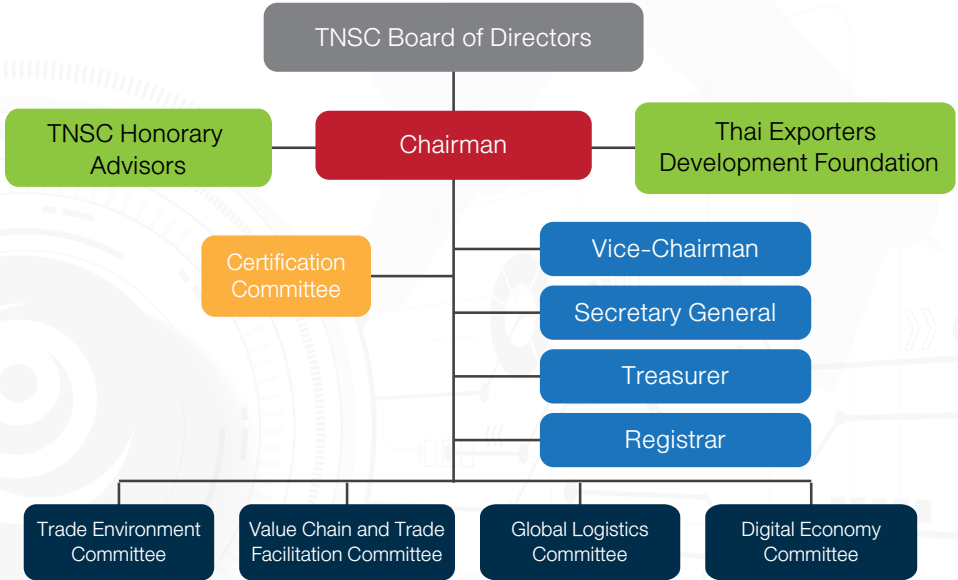 TNSC Board of Directors
TNSC Honorary
Advisors
Chairman
Thai Exporters
Development Foundation
Certification
Committee
Vice-Chairman
Secretary General
Treasurer
Registrar
Trade Environment
Committee
Value Chain and Trade
Facilitation Committee
Global Logistics
Committee
Digital Economy
Committee